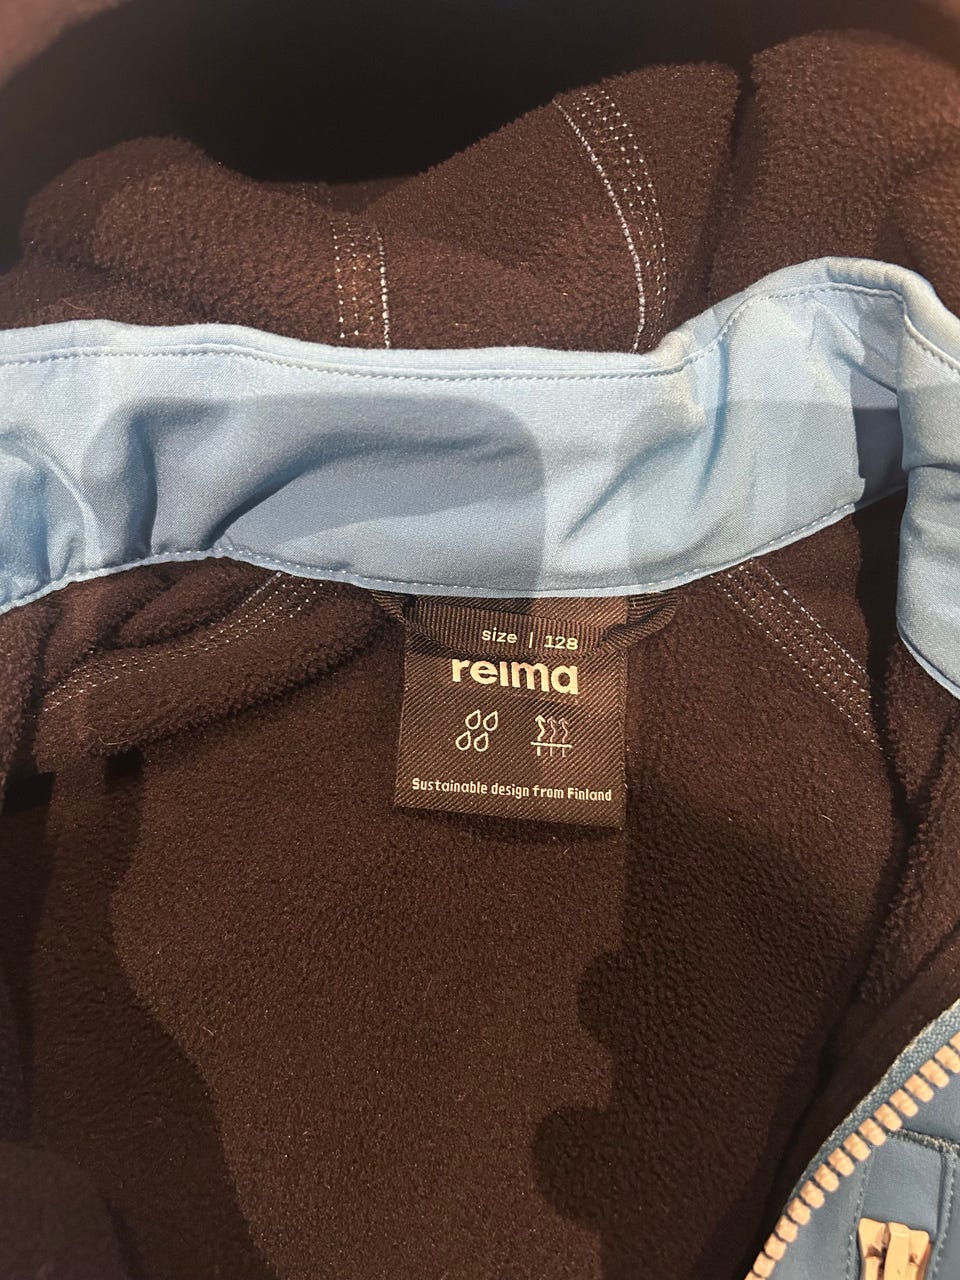 size | 128
reima
Sustainable design from Finland